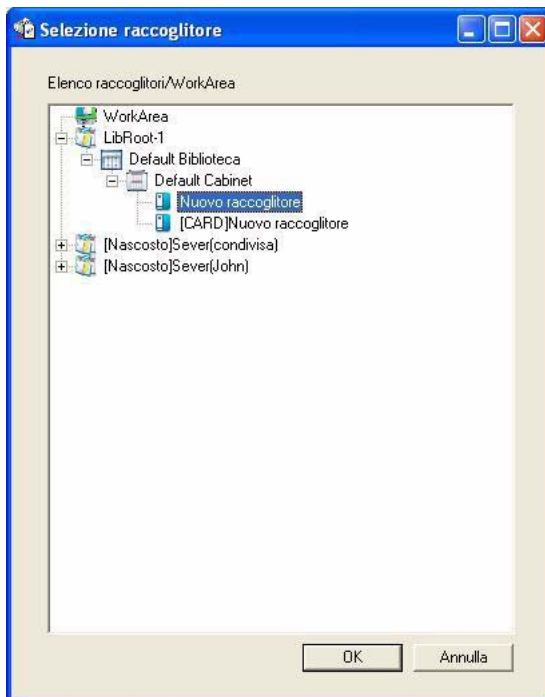 Selezione raccoglitore
Elenco raccoglitori/WorkArea
WorkArea
LibRoot-1
Default Biblioteca
Default Cabinet
Nuovo raccoglitore
[CARD]Nuovo raccoglitore
[Nascosto]Sever(condivisa)
[Nascosto]Sever(John)
OK Annulla